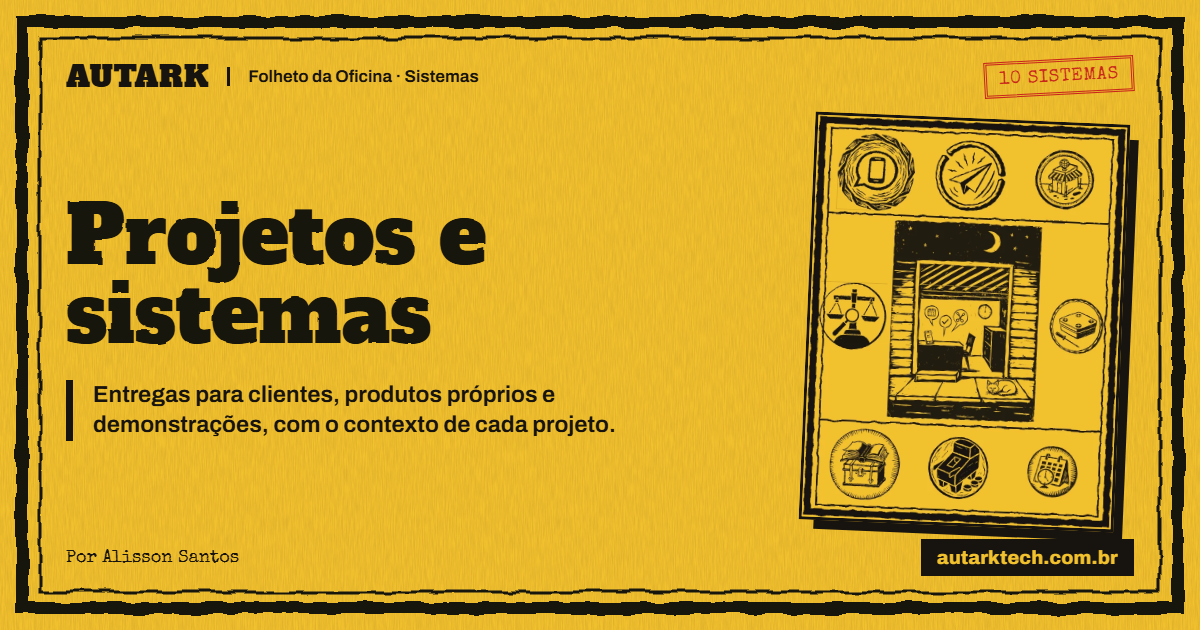 AUTARK
Folheto da Oficina · Sistemas
10 SISTEMAS
Projetos e
sistemas
Entregas para clientes, produtos próprios e
demonstrações, com o contexto de cada projeto.
Por Alisson Santos
autarktech.com.br